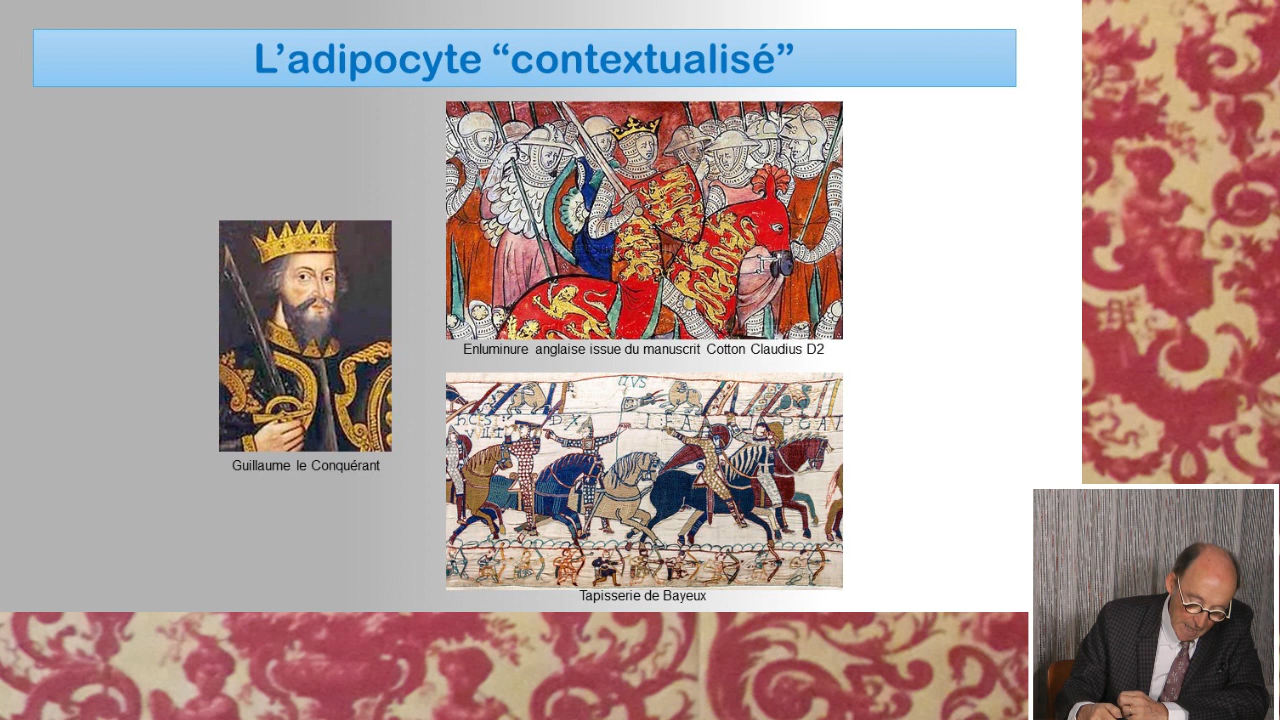 L’adipocyte “contextualisé”
Enluminure anglaise issue du manuscrit Cotton Claudius D2
Guillaume le Conquérant
Tapisserie de Bayeux